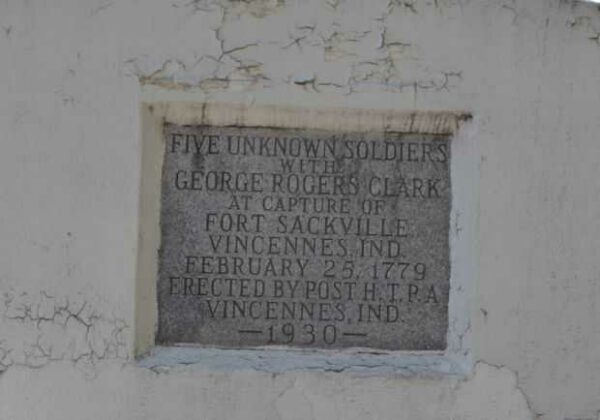 FIVE UNKNOWN SOLDIERS
WITH
GEORGE ROGERS CLARK
AT CAPTURE OF
FORT SACKVILLE
VINCENNES, IND.
FEBRUARY 25, 1779
ERECTED BY POST H. T.P.A
VINCENNES, IND.
—1930—